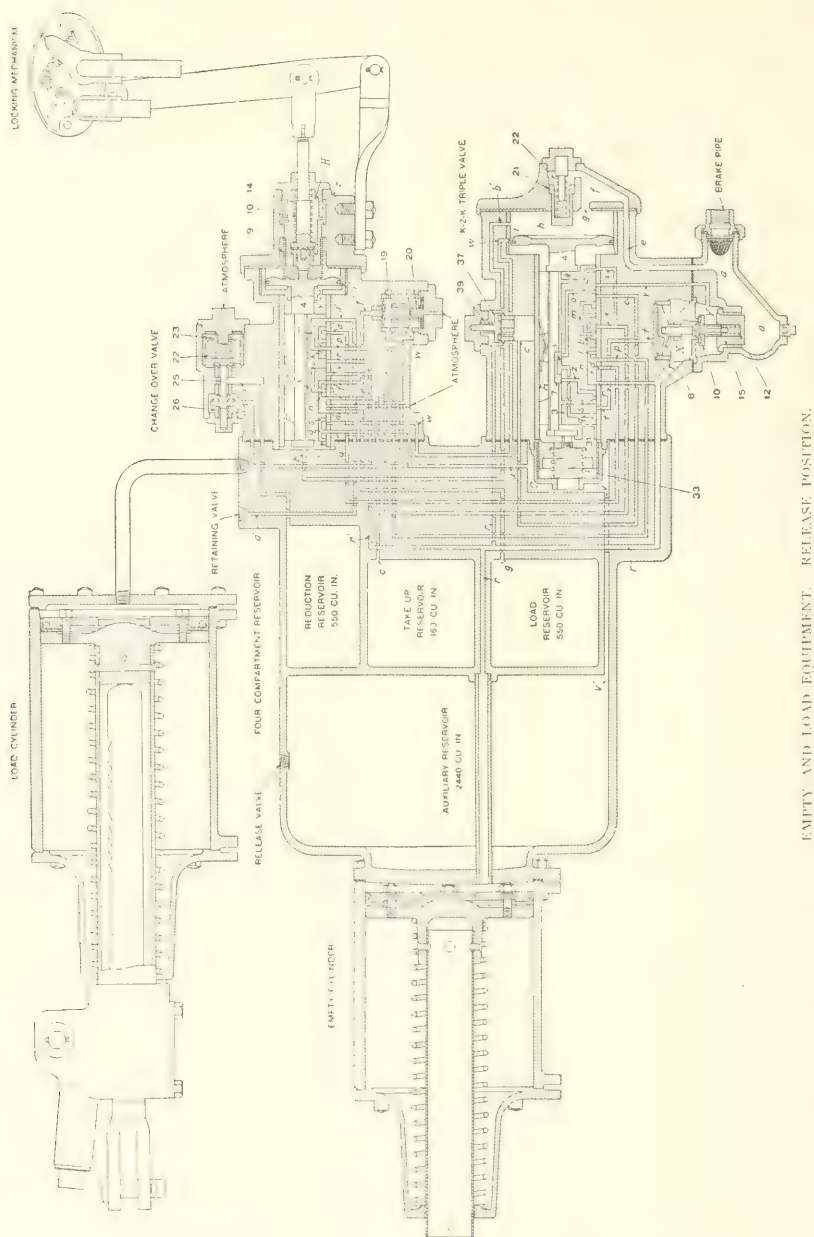 LOCKING MECHANISM
LOAD CYLINDER
CHANGE OVER VALVE
ATMOSPHERE
26
25
22
23
9
10
14
H
RETAINING VALVE
19
20
ATMOSPHERE
K-2-K TRIPLE VALVE
22
21
37
39
BRAKE PIPE
8
10
15
12
33
FOUR COMPARTMENT RESERVOIR
REDUCTION
RESERVOIR
550 CU. IN.
TAKE UP
RESERVOIR
160 CU IN
LOAD
RESERVOIR
550 CU. IN
RELEASE VALVE
AUXILIARY RESERVOIR
2440 CU IN
EMPTY CYLINDER
EMPTY AND LOAD EQUIPMENT. RELEASE POSITION.